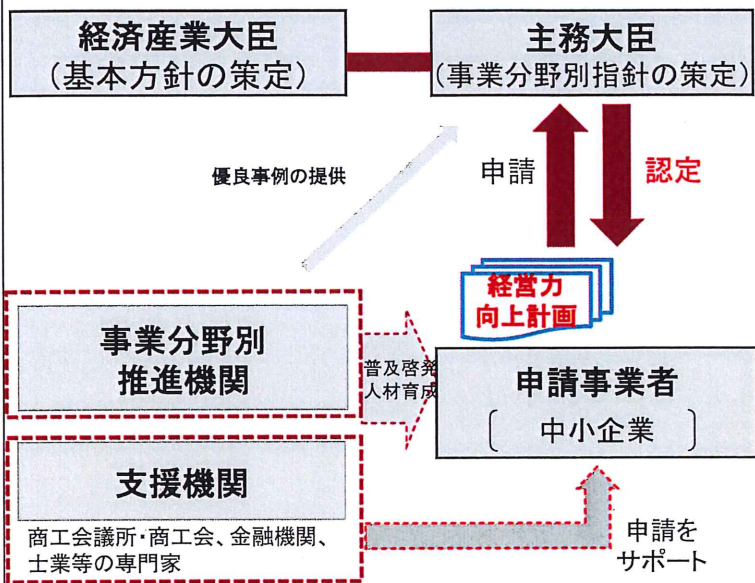 経済産業大臣
(基本方針の策定)
主務大臣
(事業分野別指針の策定)
優良事例の提供
申請
認定
経営力
向上計画
事業分野別
推進機関
普及啓発
人材育成
申請事業者
〔 中小企業 〕
支援機関
商工会議所・商工会、金融機関、
士業等の専門家
申請を
サポート